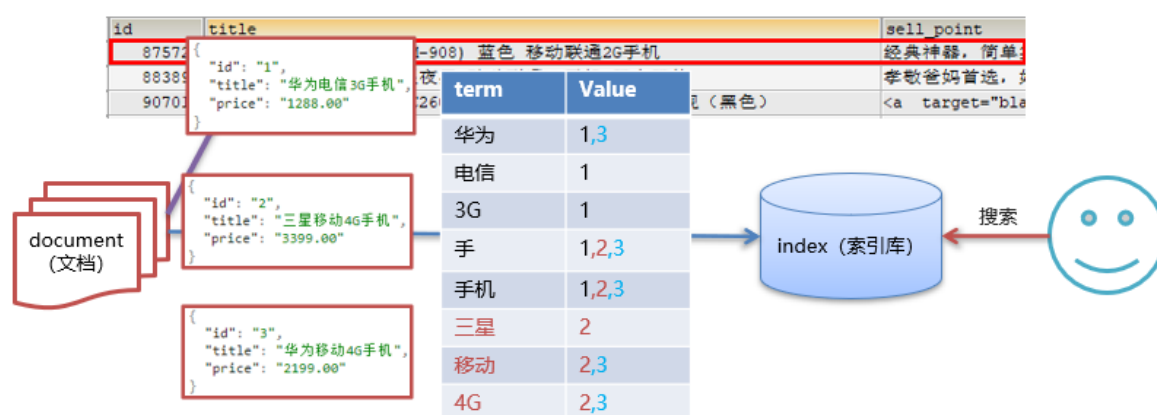 id title sell_point
87572 -908) 蓝色 移动联通2G手机 经典神器，简单
8838 夜 孝敬爸妈首选，
90701 260 （黑色） <a target="bla
{
"id": "1",
"title": "华为电信3G手机",
"price": "1288.00"
}
{
"id": "2",
"title": "三星移动4G手机",
"price": "3399.00"
}
{
"id": "3",
"title": "华为移动4G手机",
"price": "2199.00"
}
document
(文档)
term Value
华为 1,3
电信 1
3G 1
手 1,2,3
手机 1,2,3
三星 2
移动 2,3
4G 2,3
index（索引库）
搜索